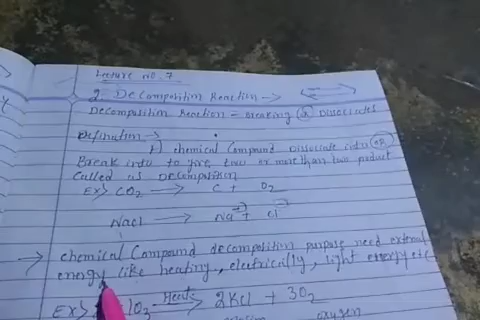 Lecture no. 7
2. Decomposition Reaction →
Decomposition Reaction = breaking (or) Dissociates
Definition →
A chemical Compound Dissociate into (OR)
Break into to give, two or more than two product
Called as Decomposition
Ex> CO2 → C + O2
NaCl → Na(+) + Cl(-)
→ chemical Compound decomposition purpose need external
energy like heating, electricity, light energy etc
Ex> lO3 Heat→ 2KCl + 3O2
oxygen